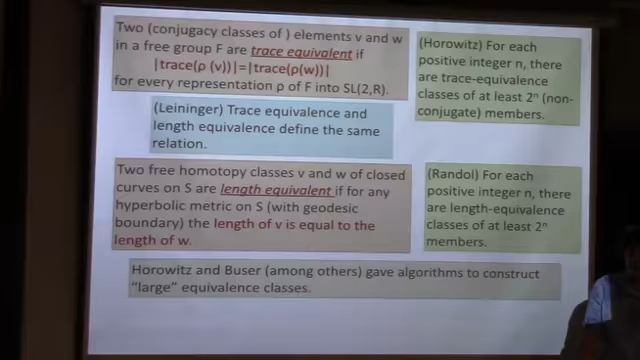 Two (conjugacy classes of ) elements v and w
in a free group F are trace equivalent if
|trace(ρ (v))|=|trace(ρ(w))|
for every representation ρ of F into SL(2,R).
(Horowitz) For each
positive integer n, there
are trace-equivalence
classes of at least 2ⁿ (non-
conjugate) members.
(Leininger) Trace equivalence and
length equivalence define the same
relation.
Two free homotopy classes v and w of closed
curves on S are length equivalent if for any
hyperbolic metric on S (with geodesic
boundary) the length of v is equal to the
length of w.
(Randol) For each
positive integer n, there
are length-equivalence
classes of at least 2ⁿ
members.
Horowitz and Buser (among others) gave algorithms to construct
"large" equivalence classes.